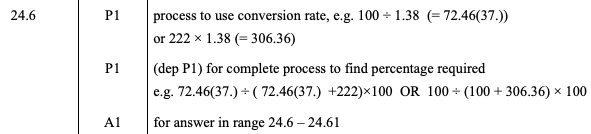 24.6 P1 process to use conversion rate, e.g. 100 ÷ 1.38 (= 72.46(37.))
or 222 × 1.38 (= 306.36)
P1 (dep P1) for complete process to find percentage required
e.g. 72.46(37.) ÷ ( 72.46(37.) +222)×100 OR 100 ÷ (100 + 306.36) × 100
A1 for answer in range 24.6 – 24.61